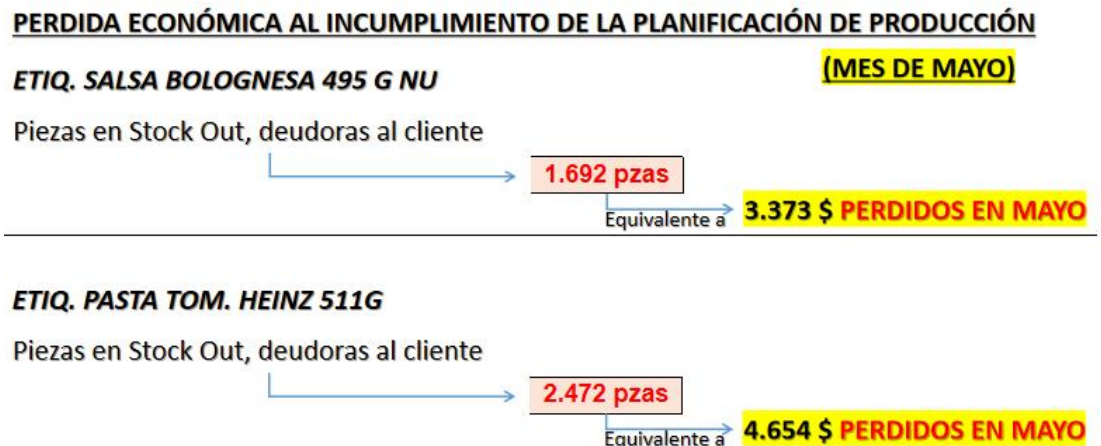 PERDIDA ECONÓMICA AL INCUMPLIMIENTO DE LA PLANIFICACIÓN DE PRODUCCIÓN
(MES DE MAYO)
ETIQ. SALSA BOLOGNESA 495 G NU
Piezas en Stock Out, deudoras al cliente
1.692 pzas
Equivalente a
3.373 $ PERDIDOS EN MAYO
ETIQ. PASTA TOM. HEINZ 511G
Piezas en Stock Out, deudoras al cliente
2.472 pzas
Equivalente a
4.654 $ PERDIDOS EN MAYO